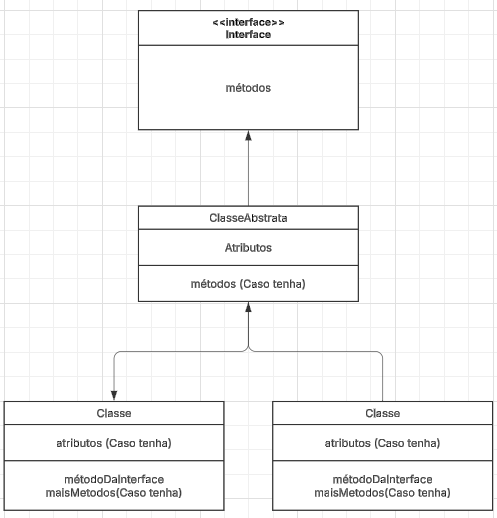 <<interface>>
Interface
métodos
ClasseAbstrata
Atributos
métodos (Caso tenha)
Classe
atributos (Caso tenha)
métodoDaInterface
maisMetodos(Caso tenha)
Classe
atributos (Caso tenha)
métodoDaInterface
maisMetodos(Caso tenha)